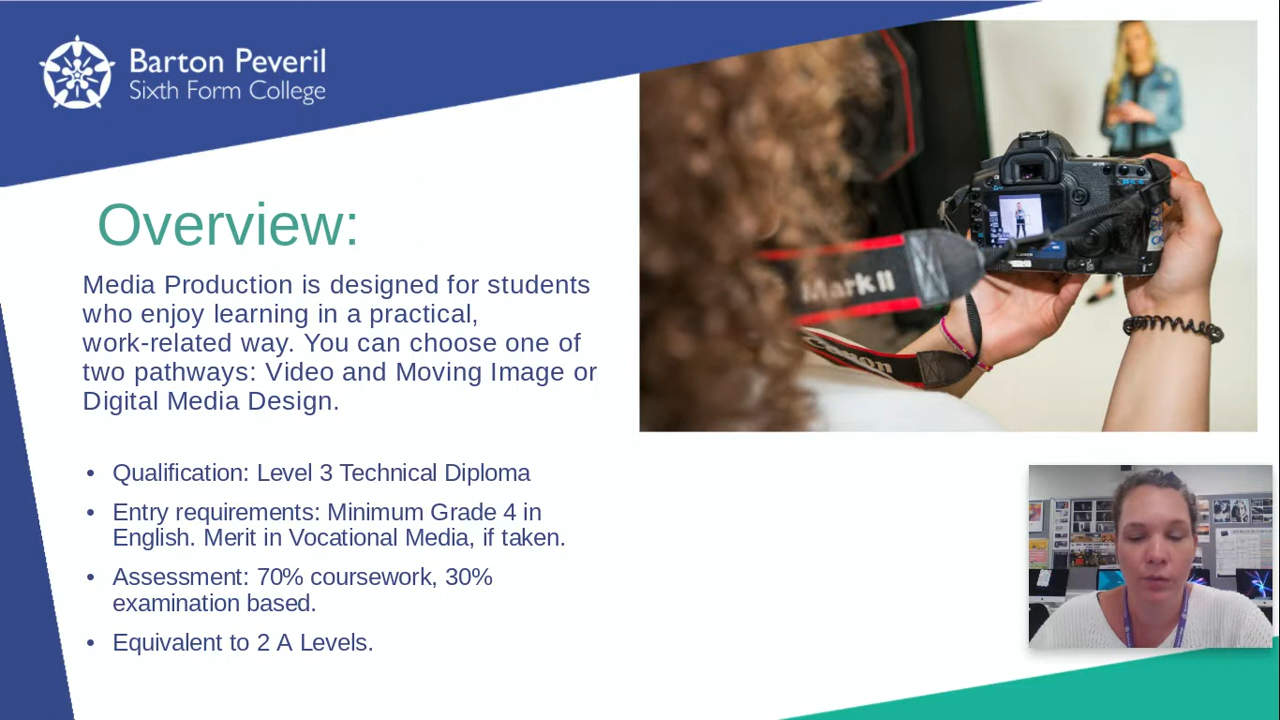 Barton Peveril
Sixth Form College
Overview:
Media Production is designed for students
who enjoy learning in a practical,
work-related way. You can choose one of
two pathways: Video and Moving Image or
Digital Media Design.
• Qualification: Level 3 Technical Diploma
• Entry requirements: Minimum Grade 4 in
English. Merit in Vocational Media, if taken.
• Assessment: 70% coursework, 30%
examination based.
• Equivalent to 2 A Levels.
Mark II
Canon